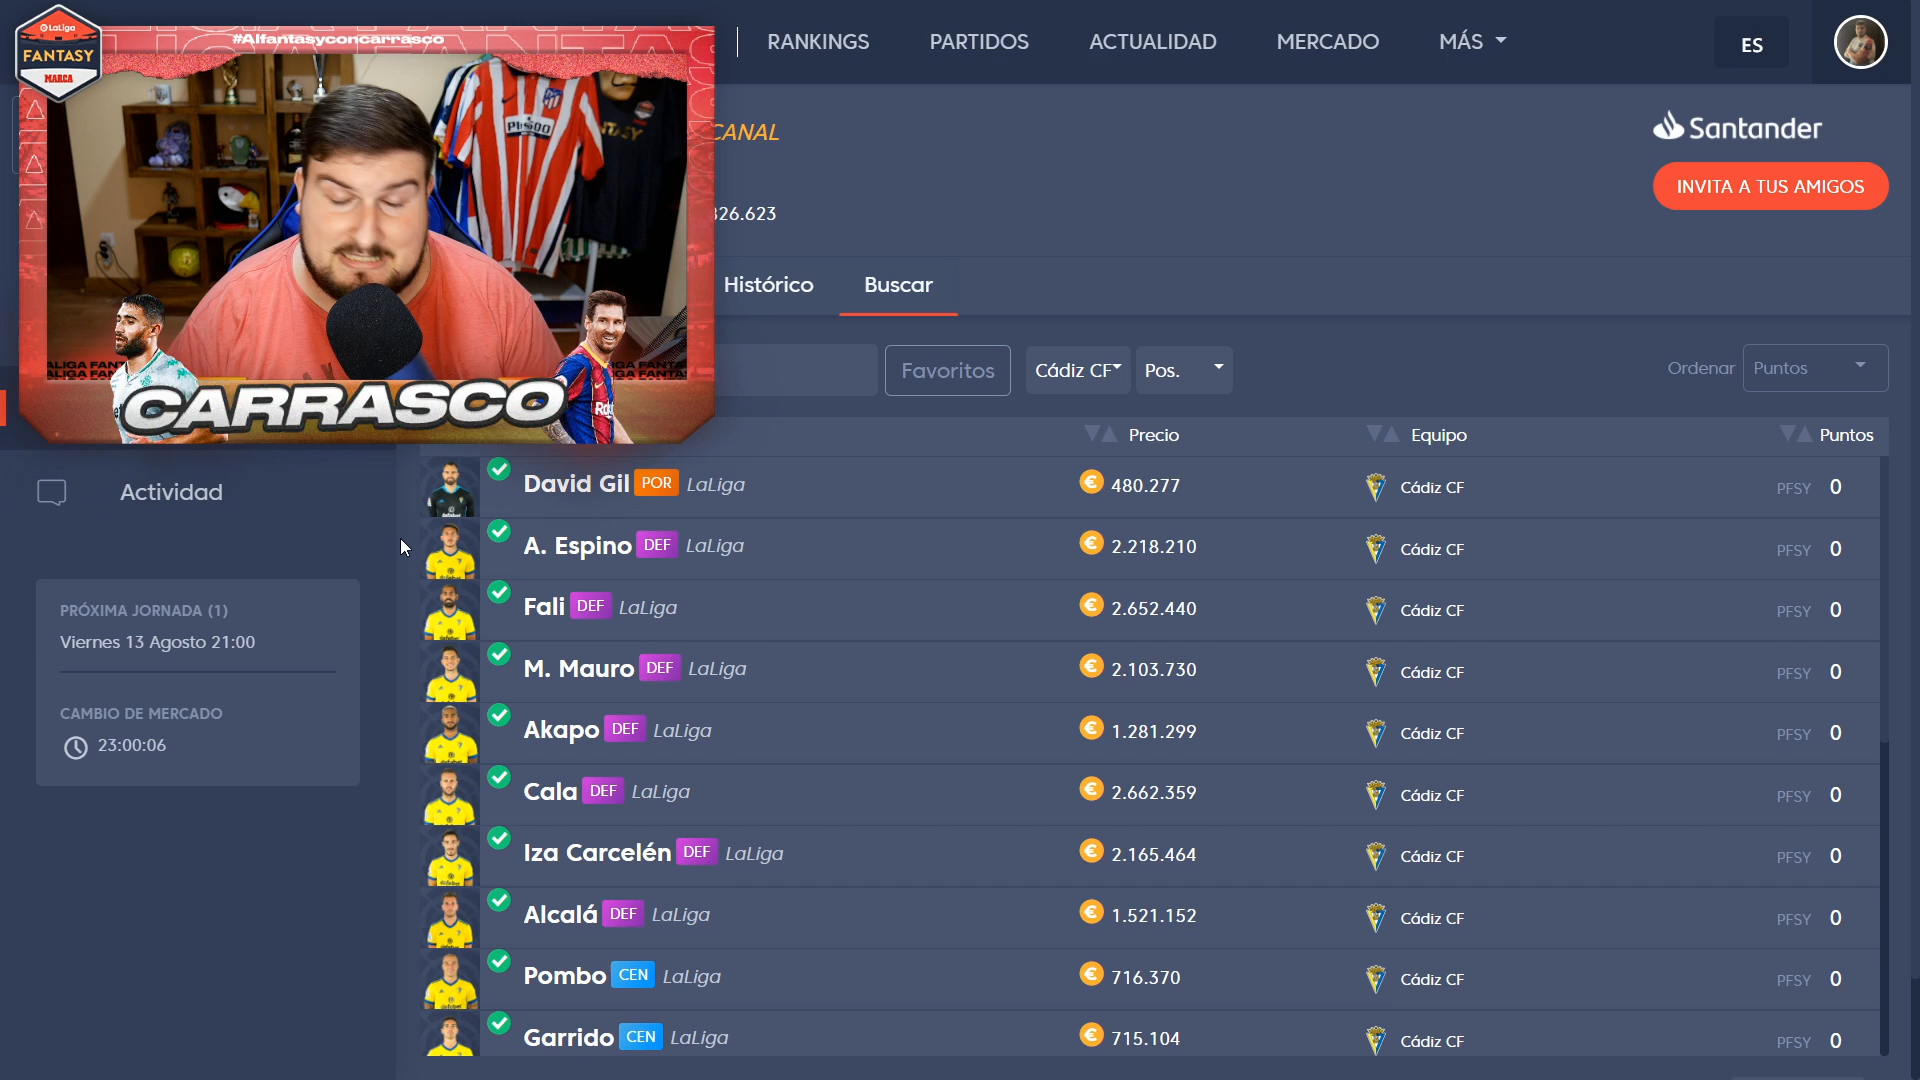 LaLiga
FANTASY
MARCA
#Alfantasyconcarrasco
RANKINGS
PARTIDOS
ACTUALIDAD
MERCADO
MÁS
ES
CANAL
Santander
INVITA A TUS AMIGOS
326.623
Plus500
Histórico
Buscar
CARRASCO
Favoritos
Cádiz CF
Pos.
Ordenar
Puntos
Precio
Equipo
Puntos
Actividad
PRÓXIMA JORNADA (1)
Viernes 13 Agosto 21:00
CAMBIO DE MERCADO
23:00:06
David Gil POR LaLiga 480.277 Cádiz CF PFSY 0
A. Espino DEF LaLiga 2.218.210 Cádiz CF PFSY 0
Fali DEF LaLiga 2.652.440 Cádiz CF PFSY 0
M. Mauro DEF LaLiga 2.103.730 Cádiz CF PFSY 0
Akapo DEF LaLiga 1.281.299 Cádiz CF PFSY 0
Cala DEF LaLiga 2.662.359 Cádiz CF PFSY 0
Iza Carcelén DEF LaLiga 2.165.464 Cádiz CF PFSY 0
Alcalá DEF LaLiga 1.521.152 Cádiz CF PFSY 0
Pombo CEN LaLiga 716.370 Cádiz CF PFSY 0
Garrido CEN LaLiga 715.104 Cádiz CF PFSY 0